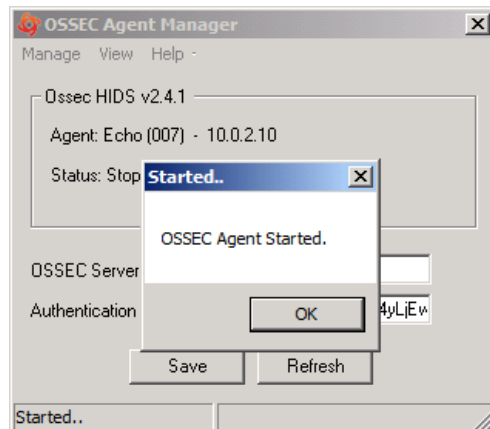 OSSEC Agent Manager
Manage View Help
Ossec HIDS v2.4.1
Agent: Echo (007) - 10.0.2.10
Status: Stop
Started..
OSSEC Agent Started.
OSSEC Server
Authentication
4yLjEw
OK
Save Refresh
Started..